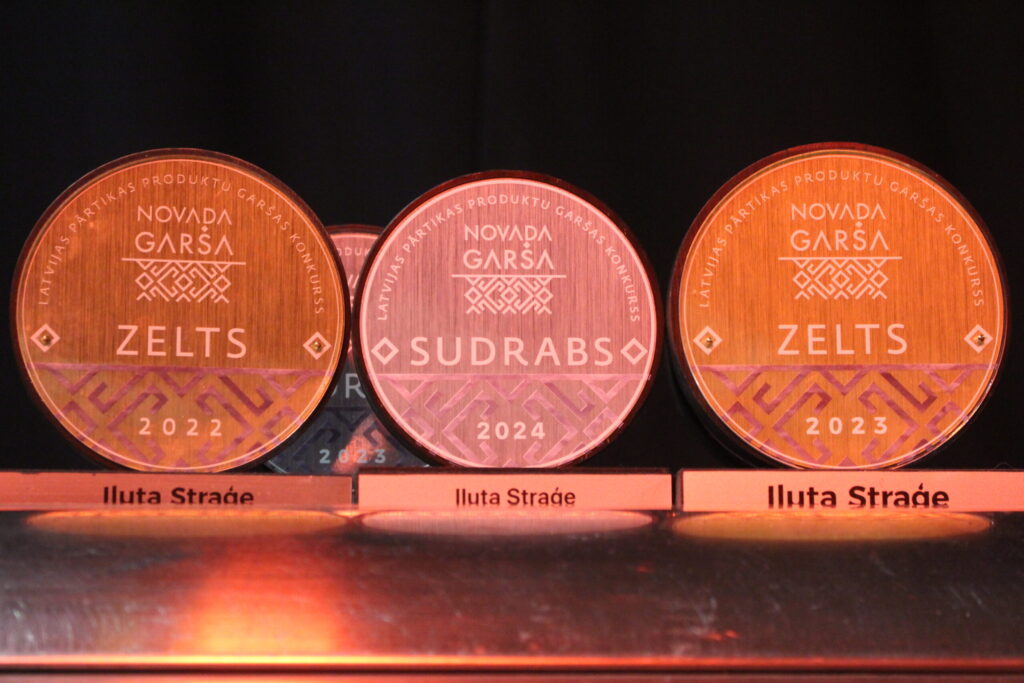 LATVIJAS PĀRTIKAS PRODUKTU GARŠAS KONKURSS
NOVADA
GARŠA
ZELTS
2022
Iluta Straģe
2023
LATVIJAS PĀRTIKAS PRODUKTU GARŠAS KONKURSS
NOVADA
GARŠA
SUDRABS
2024
Iluta Straģe
LATVIJAS PĀRTIKAS PRODUKTU GARŠAS KONKURSS
NOVADA
GARŠA
ZELTS
2023
Iluta Straģe